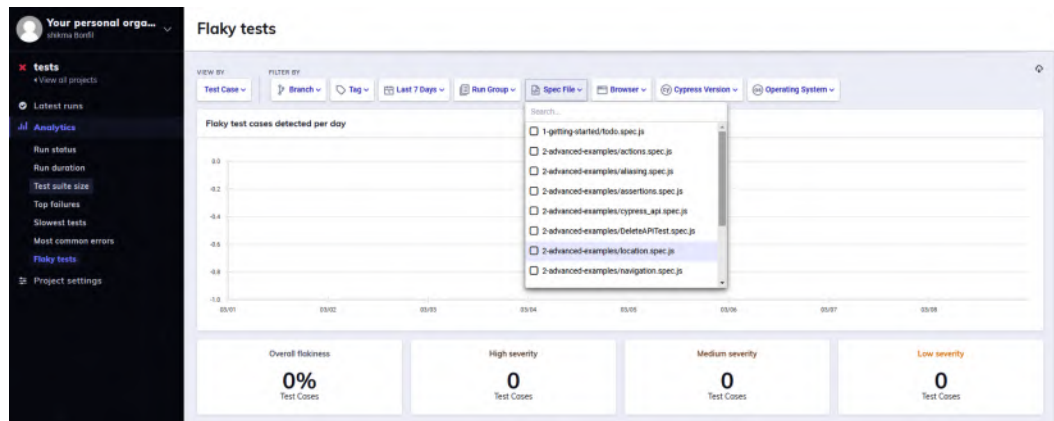 Your personal orga...
shikma Bonfil
Flaky tests
tests
View all projects
Latest runs
Analytics
Run status
Run duration
Test suite size
Top failures
Slowest tests
Most common errors
Flaky tests
Project settings
VIEW BY
FILTER BY
Test Case
Branch
Tag
Last 7 Days
Run Group
Spec File
Browser
Cypress Version
Operating System
Search...
1-getting-started/todo.spec.js
2-advanced-examples/actions.spec.js
2-advanced-examples/aliasing.spec.js
2-advanced-examples/assertions.spec.js
2-advanced-examples/cypress_api.spec.js
2-advanced-examples/DeleteAPITest.spec.js
2-advanced-examples/location.spec.js
2-advanced-examples/navigation.spec.js
Flaky test cases detected per day
0.0
-0.2
-0.4
-0.6
-0.8
-1.0
03/01 03/02 03/03 03/04 03/05 03/06 03/07 03/08
Overall flakiness
0%
Test Cases
High severity
0
Test Cases
Medium severity
0
Test Cases
Low severity
0
Test Cases